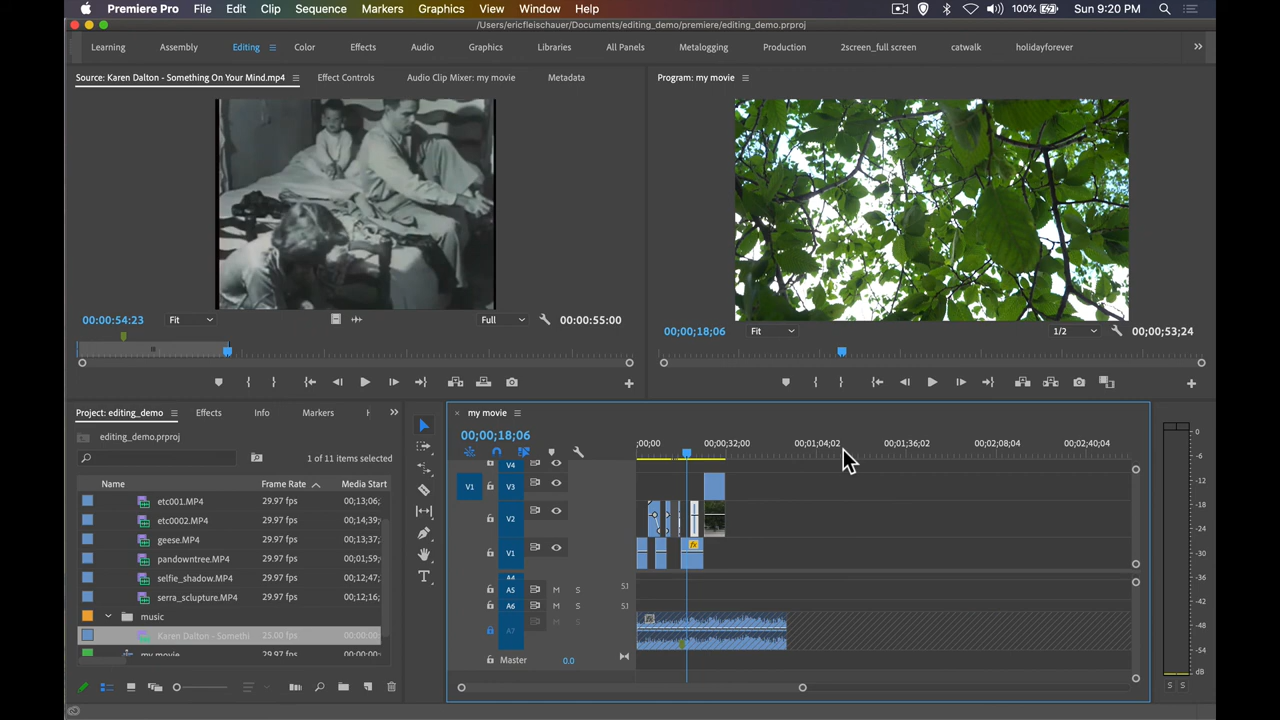 Premiere Pro File Edit Clip Sequence Markers Graphics View Window Help 100% Sun 9:20 PM
/Users/ericfleischauer/Documents/editing_demo/premiere/editing_demo.prproj
Learning Assembly Editing Color Effects Audio Graphics Libraries All Panels Metalogging Production 2screen_full screen catwalk holidayforever
Source: Karen Dalton - Something On Your Mind.mp4 Effect Controls Audio Clip Mixer: my movie Metadata
Program: my movie
00:00:54:23 Fit Full 00:00:55:00
00;00;18;06 Fit 1/2 00;00;53;24
Project: editing_demo Effects Info Markers
editing_demo.prproj
1 of 11 items selected
Name Frame Rate Media Start
etc001.MP4 29.97 fps 00;13;06;
etc0002.MP4 29.97 fps 00;14;39;
geese.MP4 29.97 fps 00;13;37;
pandowntree.MP4 29.97 fps 00;01;59;
selfie_shadow.MP4 29.97 fps 00;12;47;
serra_sclupture.MP4 29.97 fps 00;12;16;
music
Karen Dalton - Somethi 25.00 fps 00:00:00
my movie 29.97 fps
my movie
00;00;18;06
;00;00 00;00;32;00 00;01;04;02 00;01;36;02 00;02;08;04 00;02;40;04
V4
V1 V3
V2
V1 fx
A4
A5 M S 5.1
A6 M S 5.1
A7 M S fx
Master 0.0
0
-6
-12
-18
-24
-30
-36
-42
-48
-54
dB
S S